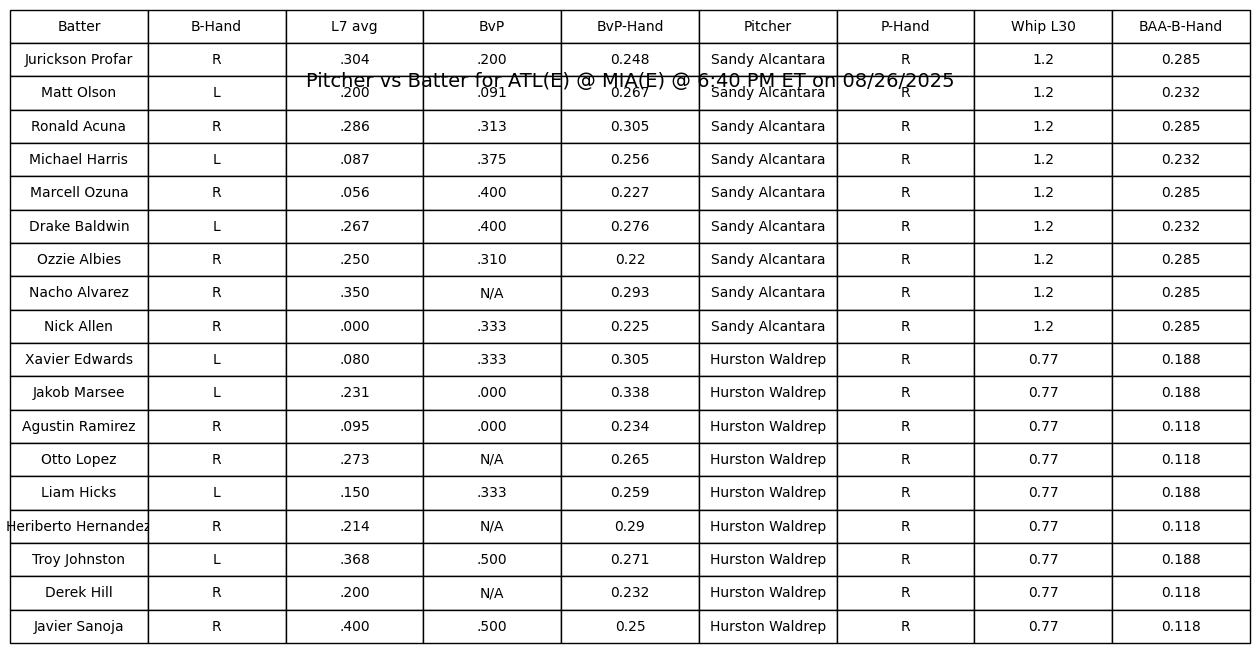 Batter B-Hand L7 avg BvP BvP-Hand Pitcher P-Hand Whip L30 BAA-B-Hand
Jurickson Profar R .304 .200 0.248 Sandy Alcantara R 1.2 0.285
Pitcher vs Batter for ATL(E) @ MIA(E) @ 6:40 PM ET on 08/26/2025
Matt Olson L .200 .091 0.267 Sandy Alcantara R 1.2 0.232
Ronald Acuna R .286 .313 0.305 Sandy Alcantara R 1.2 0.285
Michael Harris L .087 .375 0.256 Sandy Alcantara R 1.2 0.232
Marcell Ozuna R .056 .400 0.227 Sandy Alcantara R 1.2 0.285
Drake Baldwin L .267 .400 0.276 Sandy Alcantara R 1.2 0.232
Ozzie Albies R .250 .310 0.22 Sandy Alcantara R 1.2 0.285
Nacho Alvarez R .350 N/A 0.293 Sandy Alcantara R 1.2 0.285
Nick Allen R .000 .333 0.225 Sandy Alcantara R 1.2 0.285
Xavier Edwards L .080 .333 0.305 Hurston Waldrep R 0.77 0.188
Jakob Marsee L .231 .000 0.338 Hurston Waldrep R 0.77 0.188
Agustin Ramirez R .095 .000 0.234 Hurston Waldrep R 0.77 0.118
Otto Lopez R .273 N/A 0.265 Hurston Waldrep R 0.77 0.118
Liam Hicks L .150 .333 0.259 Hurston Waldrep R 0.77 0.188
Heriberto Hernandez R .214 N/A 0.29 Hurston Waldrep R 0.77 0.118
Troy Johnston L .368 .500 0.271 Hurston Waldrep R 0.77 0.188
Derek Hill R .200 N/A 0.232 Hurston Waldrep R 0.77 0.118
Javier Sanoja R .400 .500 0.25 Hurston Waldrep R 0.77 0.118